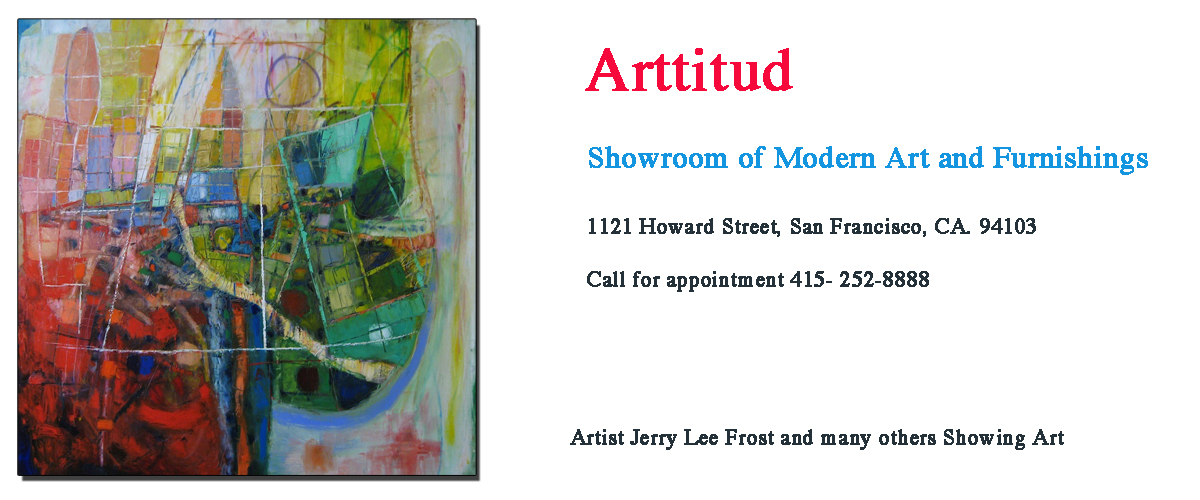 Arttitud
Showroom of Modern Art and Furnishings
1121 Howard Street, San Francisco, CA. 94103
Call for appointment 415- 252-8888
Artist Jerry Lee Frost and many others Showing Art